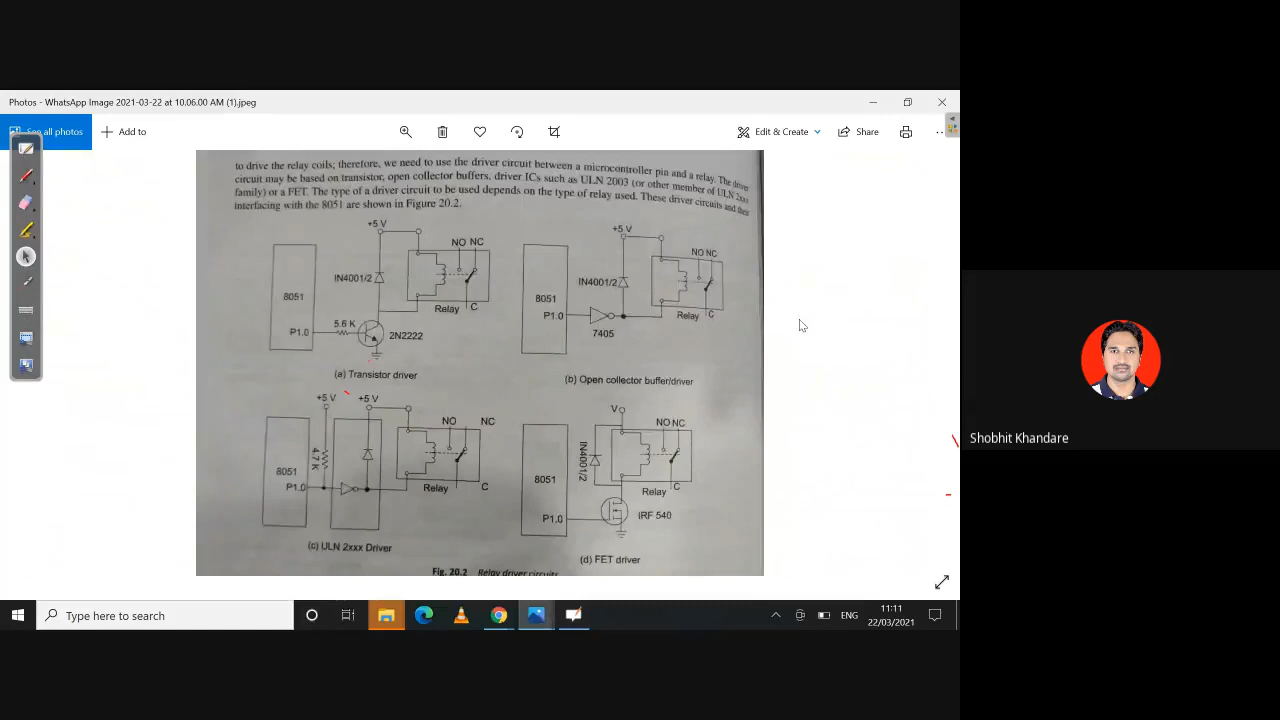 Photos - WhatsApp Image 2021-03-22 at 10.06.00 AM (1).jpeg
See all photos
Add to
Edit & Create
Share
to drive the relay coils; therefore, we need to use the driver circuit between a microcontroller pin and a relay. The driver
circuit may be based on transistor, open collector buffers, driver ICs such as ULN 2003 (or other member of ULN 2xxx
family) or a FET. The type of a driver circuit to be used depends on the type of relay used. These driver circuits and their
interfacing with the 8051 are shown in Figure 20.2.
+5 V
NO NC
IN4001/2
8051
Relay
C
5.6 K
P1.0
2N2222
(a) Transistor driver
+5 V
NO NC
IN4001/2
8051
P1.0
Relay
C
7405
(b) Open collector buffer/driver
+5 V
+5 V
NO
NC
4.7 K
8051
P1.0
Relay
C
(c) ULN 2xxx Driver
V
NO NC
IN4001/2
8051
Relay
C
P1.0
IRF 540
(d) FET driver
Fig. 20.2 Relay driver circuits
Shobhit Khandare
Type here to search
ENG
11:11
22/03/2021